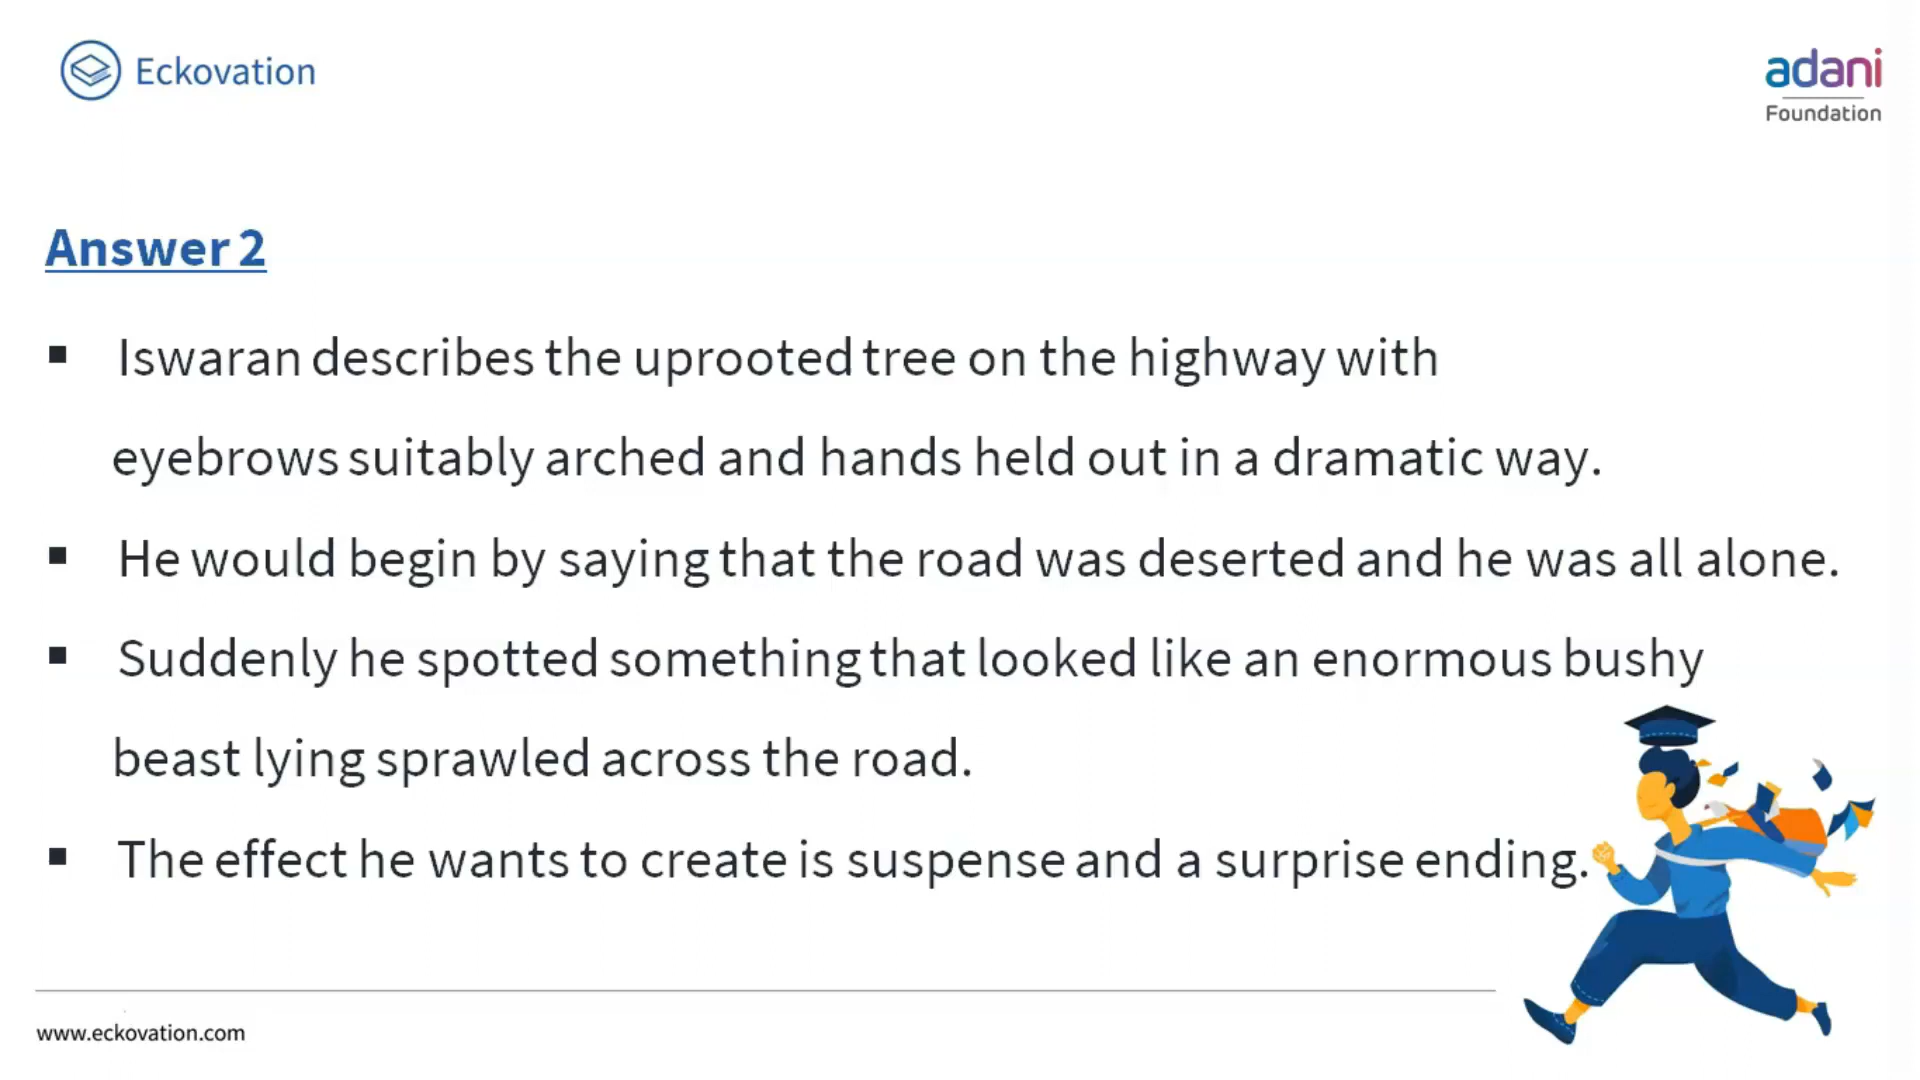 Eckovation
adani
Foundation
Answer 2
▪ Iswaran describes the uprooted tree on the highway with
eyebrows suitably arched and hands held out in a dramatic way.
▪ He would begin by saying that the road was deserted and he was all alone.
▪ Suddenly he spotted something that looked like an enormous bushy
beast lying sprawled across the road.
▪ The effect he wants to create is suspense and a surprise ending.
www.eckovation.com